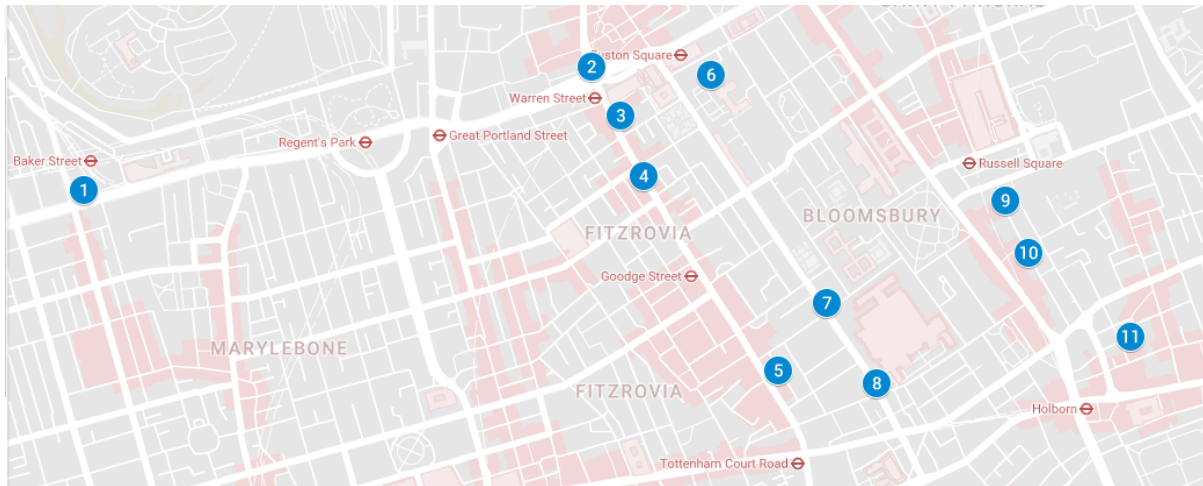 uston Square
2
6
Warren Street
3
Regent's Park
Great Portland Street
Baker Street
Russell Square
1
4
9
BLOOMSBURY
FITZROVIA
10
Goodge Street
7
11
MARYLEBONE
5
8
FITZROVIA
Holborn
Tottenham Court Road